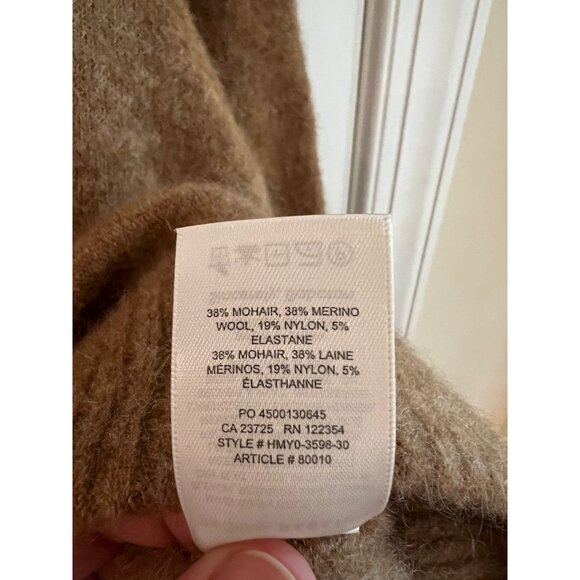 38% MOHAIR, 38% MERINO
WOOL, 19% NYLON, 5%
ELASTANE
38% MOHAIR, 38% LAINE
MÉRINOS, 19% NYLON, 5%
ÉLASTHANNE
PO 4500130645
CA 23725 RN 122354
STYLE # HMY0-3598-30
ARTICLE # 80010